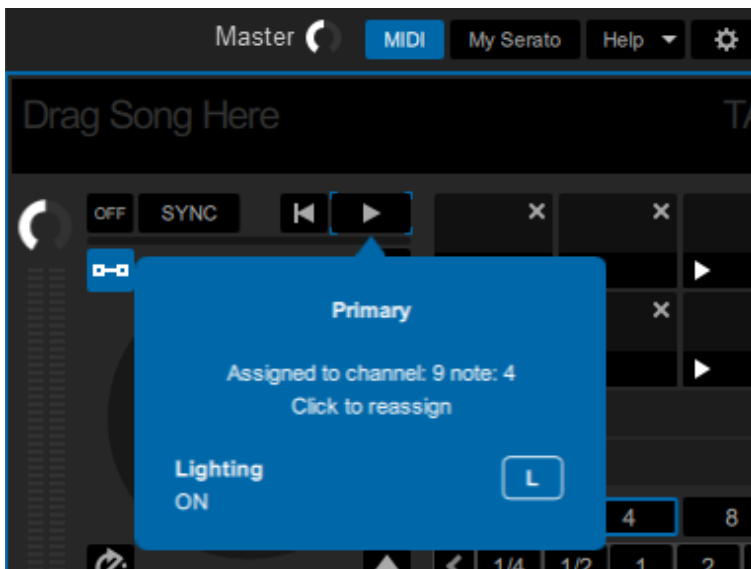 Master MIDI My Serato Help
Drag Song Here
OFF SYNC
Primary
Assigned to channel: 9 note: 4
Click to reassign
Lighting
ON
L
4 8
1/4 1/2 1 2